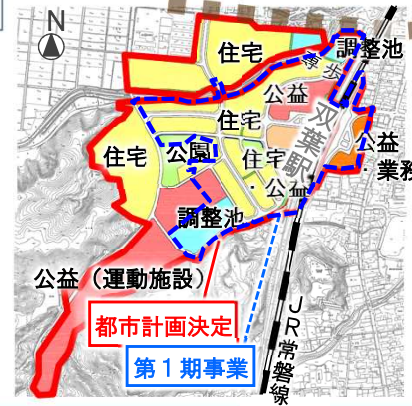 N
住宅
調整池
専歩
公益
双葉駅
住宅
公益
・業務
住宅
公園
住宅
・公益
調整池
公益（運動施設）
都市計画決定
第１期事業
ＪＲ常磐線